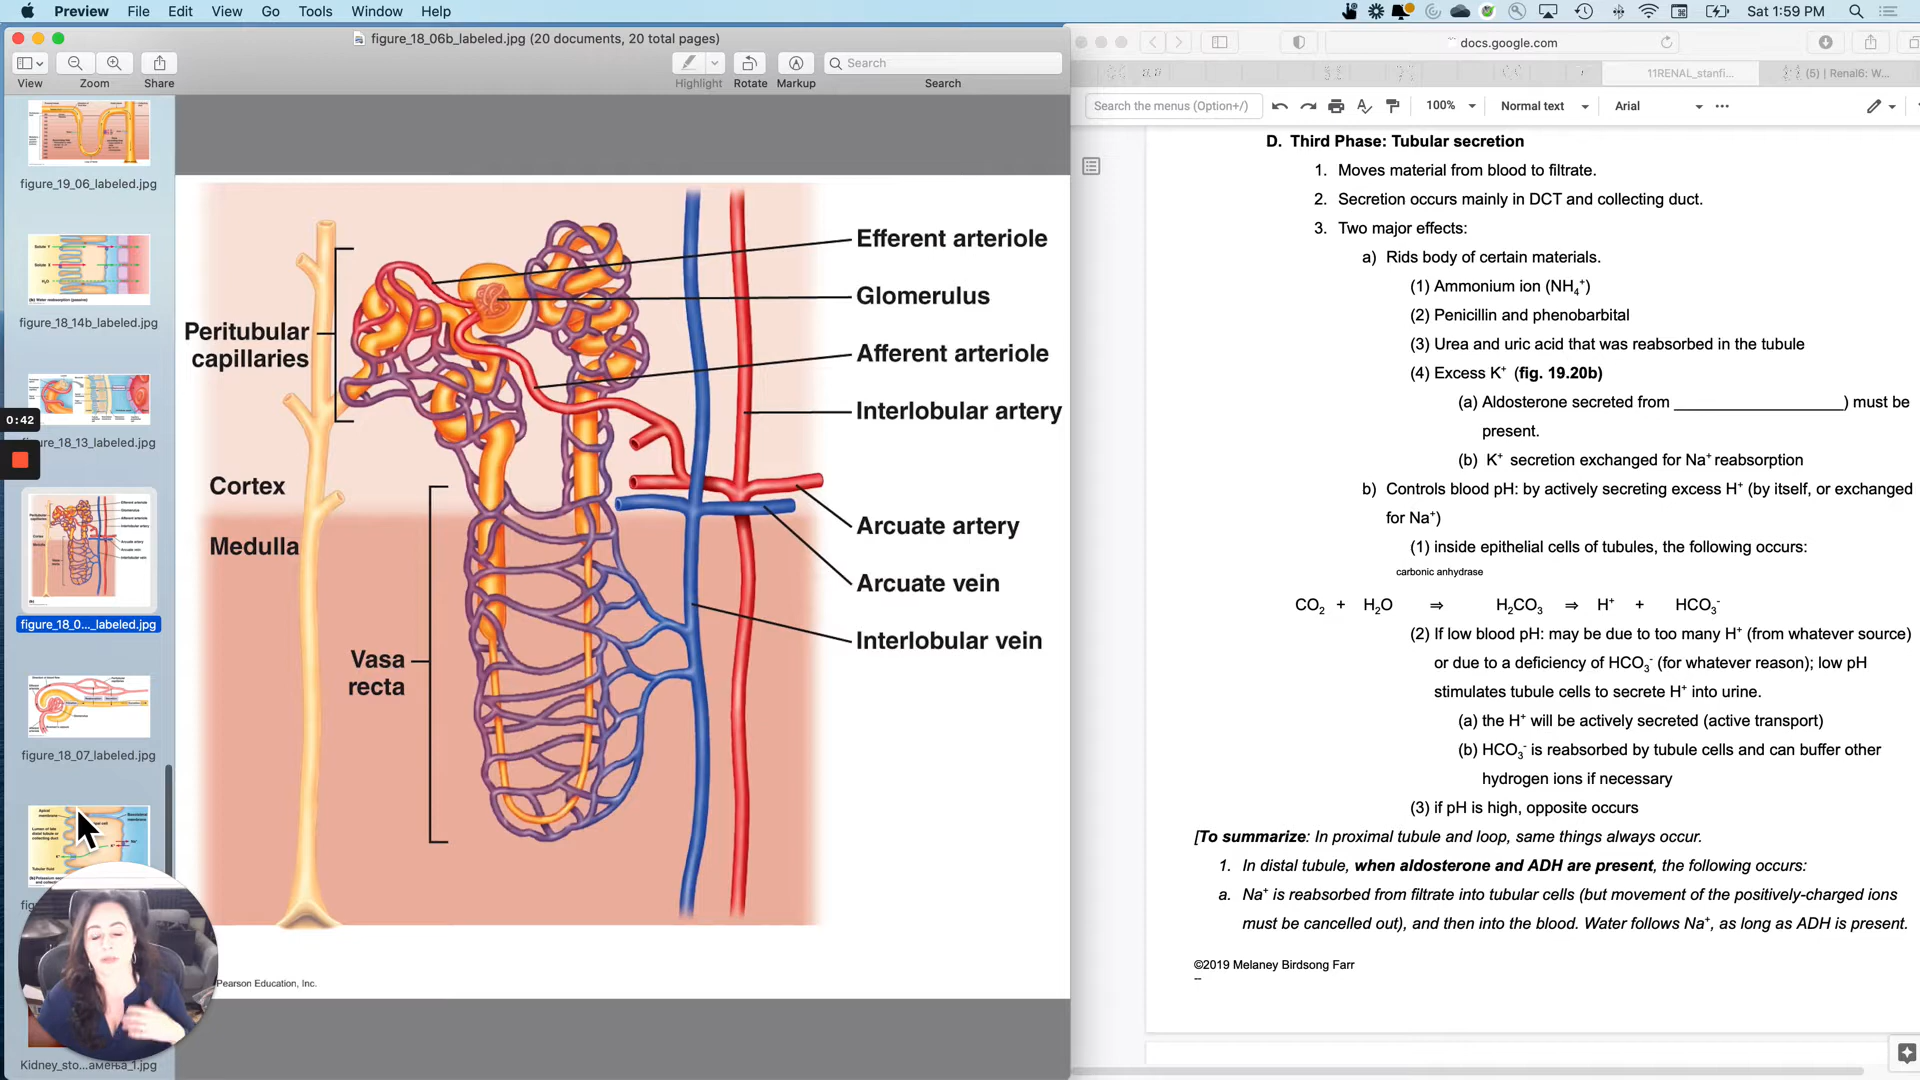 Preview File Edit View Go Tools Window Help
Sat 1:59 PM
figure_18_06b_labeled.jpg (20 documents, 20 total pages)
View Zoom Share
Highlight Rotate Markup Search
Search
docs.google.com
11RENAL_stanfi...
(5) | Renal6: W...
Search the menus (Option+/)
100% Normal text Arial
figure_19_06_labeled.jpg
figure_18_14b_labeled.jpg
0:42
figure_18_13_labeled.jpg
figure_18_0..._labeled.jpg
figure_18_07_labeled.jpg
Kidney_sto...амења_1.jpg
Efferent arteriole
Glomerulus
Peritubular
capillaries
Afferent arteriole
Interlobular artery
Cortex
Medulla
Arcuate artery
Arcuate vein
Interlobular vein
Vasa
recta
Pearson Education, Inc.
D. Third Phase: Tubular secretion
1. Moves material from blood to filtrate.
2. Secretion occurs mainly in DCT and collecting duct.
3. Two major effects:
a) Rids body of certain materials.
(1) Ammonium ion (NH4+)
(2) Penicillin and phenobarbital
(3) Urea and uric acid that was reabsorbed in the tubule
(4) Excess K+ (fig. 19.20b)
(a) Aldosterone secreted from ____________________) must be
present.
(b) K+ secretion exchanged for Na+ reabsorption
b) Controls blood pH: by actively secreting excess H+ (by itself, or exchanged
for Na+)
(1) inside epithelial cells of tubules, the following occurs:
carbonic anhydrase
CO2 + H2O ⇒ H2CO3 ⇒ H+ + HCO3-
(2) If low blood pH: may be due to too many H+ (from whatever source)
or due to a deficiency of HCO3- (for whatever reason); low pH
stimulates tubule cells to secrete H+ into urine.
(a) the H+ will be actively secreted (active transport)
(b) HCO3- is reabsorbed by tubule cells and can buffer other
hydrogen ions if necessary
(3) if pH is high, opposite occurs
[To summarize: In proximal tubule and loop, same things always occur.
1. In distal tubule, when aldosterone and ADH are present, the following occurs:
a. Na+ is reabsorbed from filtrate into tubular cells (but movement of the positively-charged ions
must be cancelled out), and then into the blood. Water follows Na+, as long as ADH is present.
©2019 Melaney Birdsong Farr